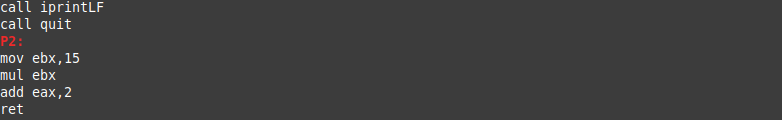 call iprintLF
call quit
P2:
mov ebx,15
mul ebx
add eax,2
ret